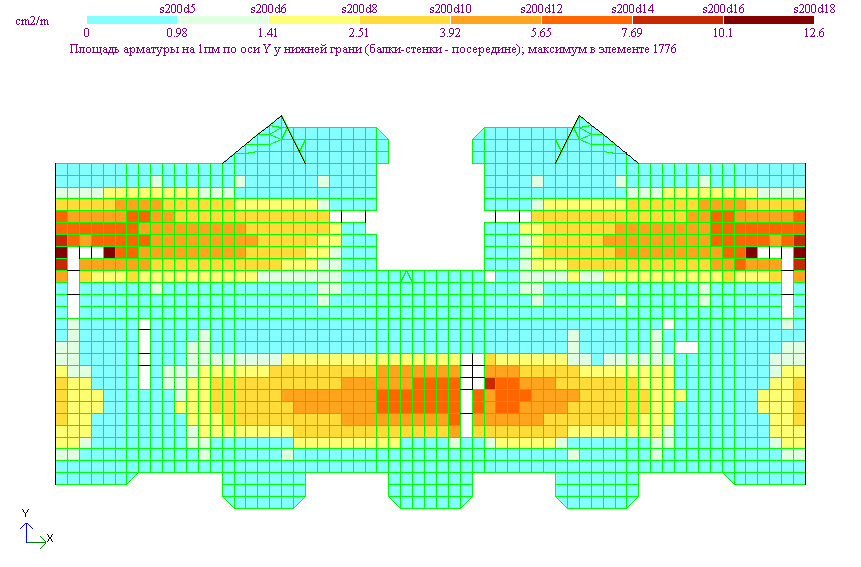 s200d5 s200d6 s200d8 s200d10 s200d12 s200d14 s200d16 s200d18
cm2/m
0 0.98 1.41 2.51 3.92 5.65 7.69 10.1 12.6
Площадь арматуры на 1пм по оси Y у нижней грани (балки-стенки - посередине); максимум в элементе 1776
Y
X